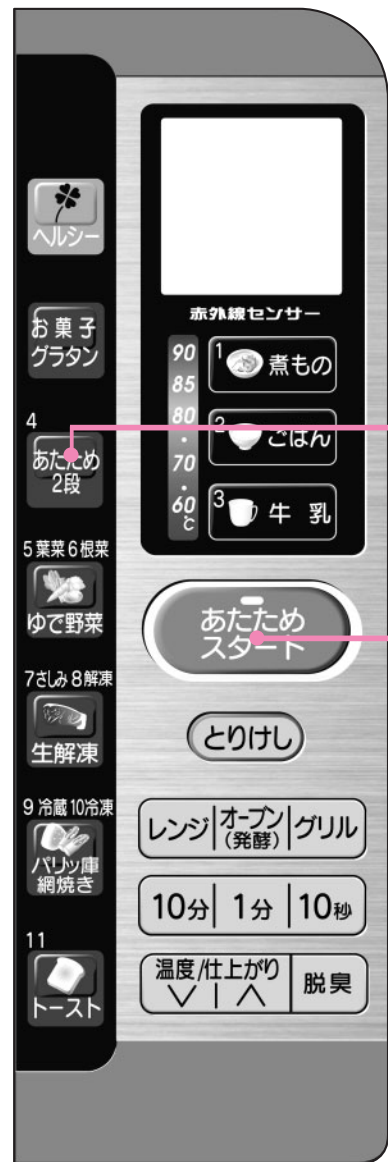 ヘルシー
お菓子
グラタン
4
あたため
2段
5葉菜6根菜
ゆで野菜
7さしみ8解凍
生解凍
9冷蔵10冷凍
パリッ庫
網焼き
11
トースト
赤外線センサー
90
85
80
・
70
・
60
℃
1 煮もの
2 ごはん
3 牛乳
あたため
スタート
とりけし
レンジ
オーブン
(発酵)
グリル
10分
1分
10秒
温度/仕上がり
脱臭